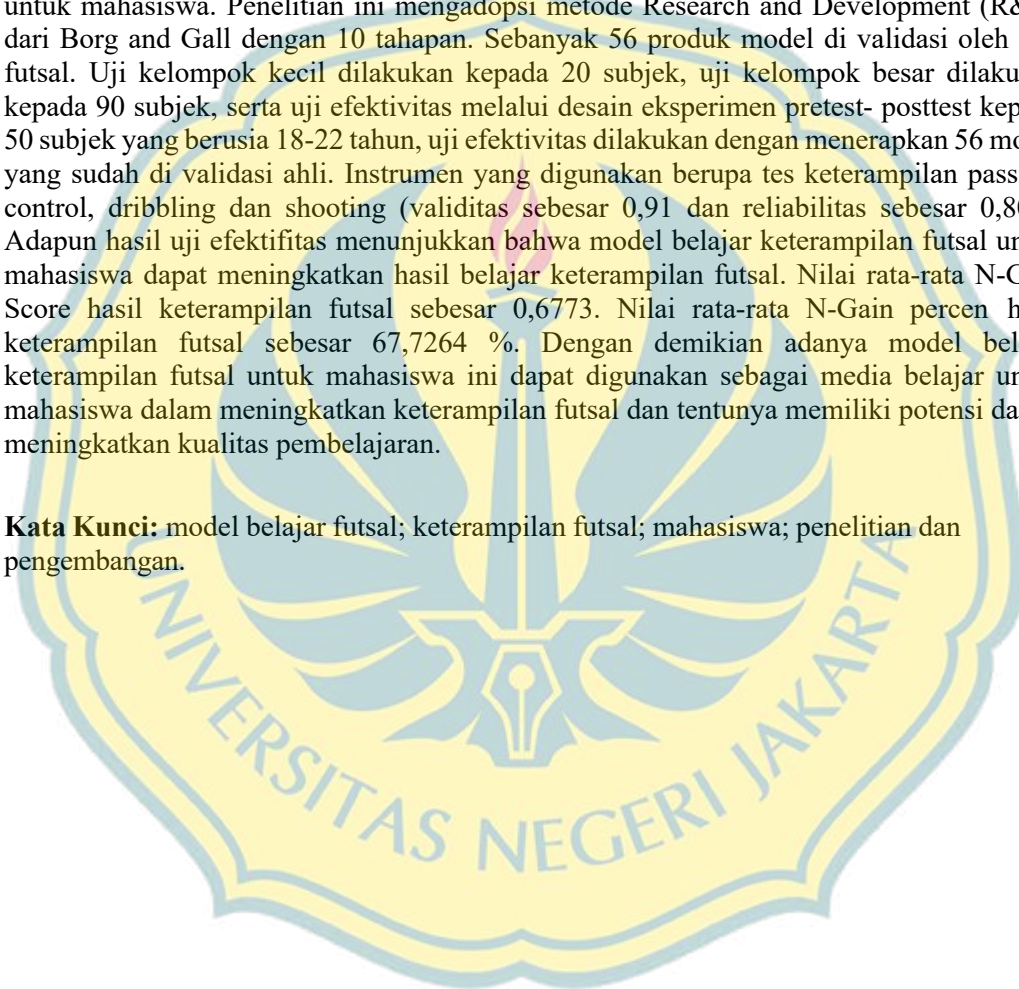 untuk mahasiswa. Penelitian ini mengadopsi metode Research and Development (R&
dari Borg and Gall dengan 10 tahapan. Sebanyak 56 produk model di validasi oleh
futsal. Uji kelompok kecil dilakukan kepada 20 subjek, uji kelompok besar dilaku
kepada 90 subjek, serta uji efektivitas melalui desain eksperimen pretest- posttest kep
50 subjek yang berusia 18-22 tahun, uji efektivitas dilakukan dengan menerapkan 56 mo
yang sudah di validasi ahli. Instrumen yang digunakan berupa tes keterampilan pass
control, dribbling dan shooting (validitas sebesar 0,91 dan reliabilitas sebesar 0,80
Adapun hasil uji efektifitas menunjukkan bahwa model belajar keterampilan futsal un
mahasiswa dapat meningkatkan hasil belajar keterampilan futsal. Nilai rata-rata N-G
Score hasil keterampilan futsal sebesar 0,6773. Nilai rata-rata N-Gain percen h
keterampilan futsal sebesar 67,7264 %. Dengan demikian adanya model bel
keterampilan futsal untuk mahasiswa ini dapat digunakan sebagai media belajar un
mahasiswa dalam meningkatkan keterampilan futsal dan tentunya memiliki potensi da
meningkatkan kualitas pembelajaran.
Kata Kunci: model belajar futsal; keterampilan futsal; mahasiswa; penelitian dan
pengembangan.
UNIVERSITAS NEGERI JAKARTA